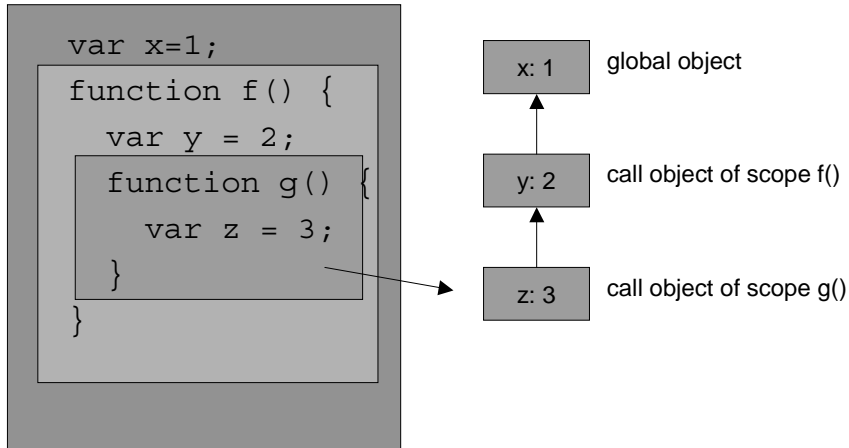 var x=1;
function f() {
var y = 2;
function g() {
var z = 3;
}
}
x: 1
global object
y: 2
call object of scope f()
z: 3
call object of scope g()